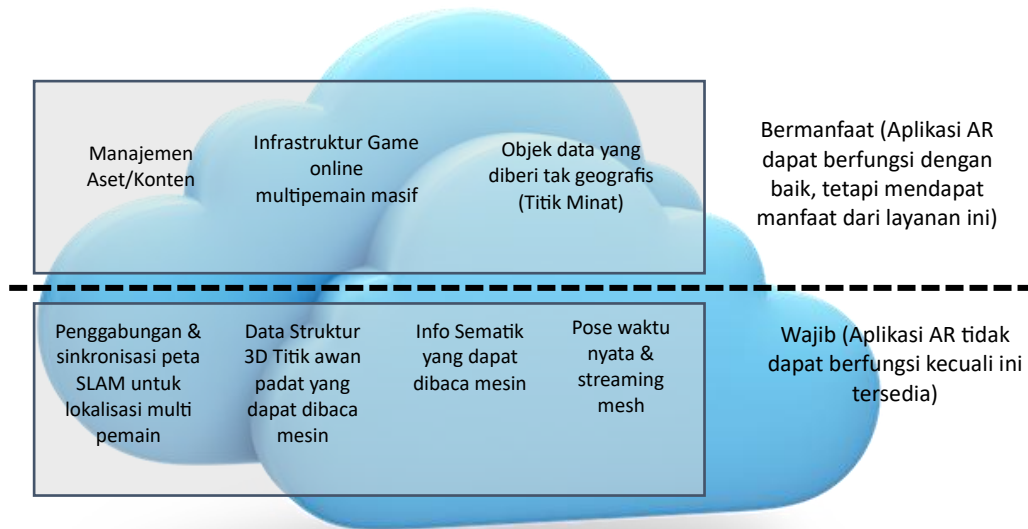 Manajemen
Aset/Konten
Infrastruktur Game
online
multipemain masif
Objek data yang
diberi tak geografis
(Titik Minat)
Bermanfaat (Aplikasi AR
dapat berfungsi dengan
baik, tetapi mendapat
manfaat dari layanan ini)
Penggabungan &
sinkronisasi peta
SLAM untuk
lokalisasi multi
pemain
Data Struktur
3D Titik awan
padat yang
dapat dibaca
mesin
Info Sematik
yang dapat
dibaca mesin
Pose waktu
nyata &
streaming
mesh
Wajib (Aplikasi AR tidak
dapat berfungsi kecuali ini
tersedia)